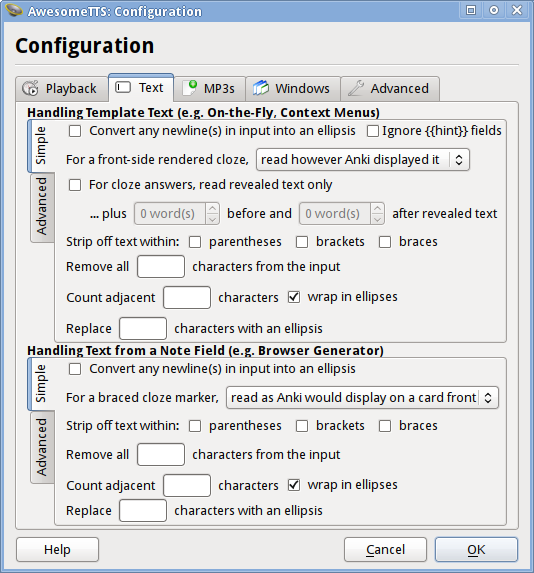 AwesomeTTS: Configuration
Configuration
Playback Text MP3s Windows Advanced
Handling Template Text (e.g. On-the-Fly, Context Menus)
Simple
Advanced
Convert any newline(s) in input into an ellipsis Ignore {{hint}} fields
For a front-side rendered cloze, read however Anki displayed it
For cloze answers, read revealed text only
... plus 0 word(s) before and 0 word(s) after revealed text
Strip off text within: parentheses brackets braces
Remove all characters from the input
Count adjacent characters wrap in ellipses
Replace characters with an ellipsis
Handling Text from a Note Field (e.g. Browser Generator)
Simple
Advanced
Convert any newline(s) in input into an ellipsis
For a braced cloze marker, read as Anki would display on a card front
Strip off text within: parentheses brackets braces
Remove all characters from the input
Count adjacent characters wrap in ellipses
Replace characters with an ellipsis
Help Cancel OK